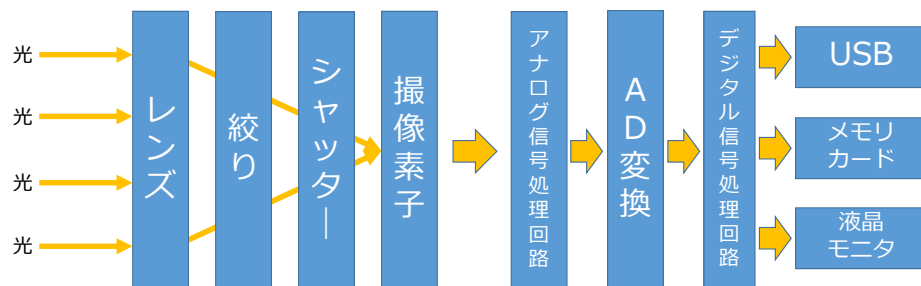 光
光
光
光
レンズ
絞り
シャッター
撮像素子
アナログ信号処理回路
AD変換
デジタル信号処理回路
USB
メモリ
カード
液晶
モニタ